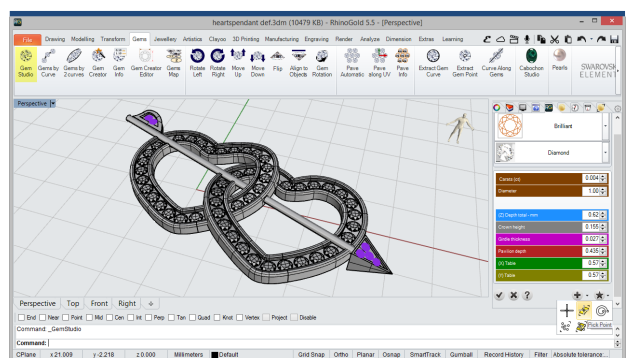 heartspendant def.3dm (10479 KB) - RhinoGold 5.5 - [Perspective]
File Drawing Modelling Transform Gems Jewellery Artistics Clayoo 3D Printing Manufacturing Engraving Render Analyze Dimension Extras Learning
Gem Studio
Gems by Curve
Gems by 2 curves
Gem Creator
Gem Info
Gem Creator Editor
Gems Map
Rotate Left
Rotate Right
Move Up
Move Down
Flip
Align to Objects
Gem Rotation
Pave Automatic
Pave along UV
Pave Info
Extract Gem Curve
Extract Gem Point
Curve Along Gems
Cabochon Studio
Pearls
SWAROVSK
ELEMEN
Perspective
Brilliant
Diamond
Carats (ct) 0.004
Diameter 1.00
(Z) Depth total - mm 0.62
Crown height 0.155
Girdle thickness 0.027
Pavilion depth 0.435
(X) Table 0.57
(Y) Table 0.57
Perspective Top Front Right
End Near Point Mid Cen Int Perp Tan Quad Knot Vertex Project Disable
Pick Point
Command: _GemStudio
Command:
CPlane x 21.009 y -2.218 z 0.000 Millimeters Default Grid Snap Ortho Planar Osnap SmartTrack Gumball Record History Filter Absolute tolerance: